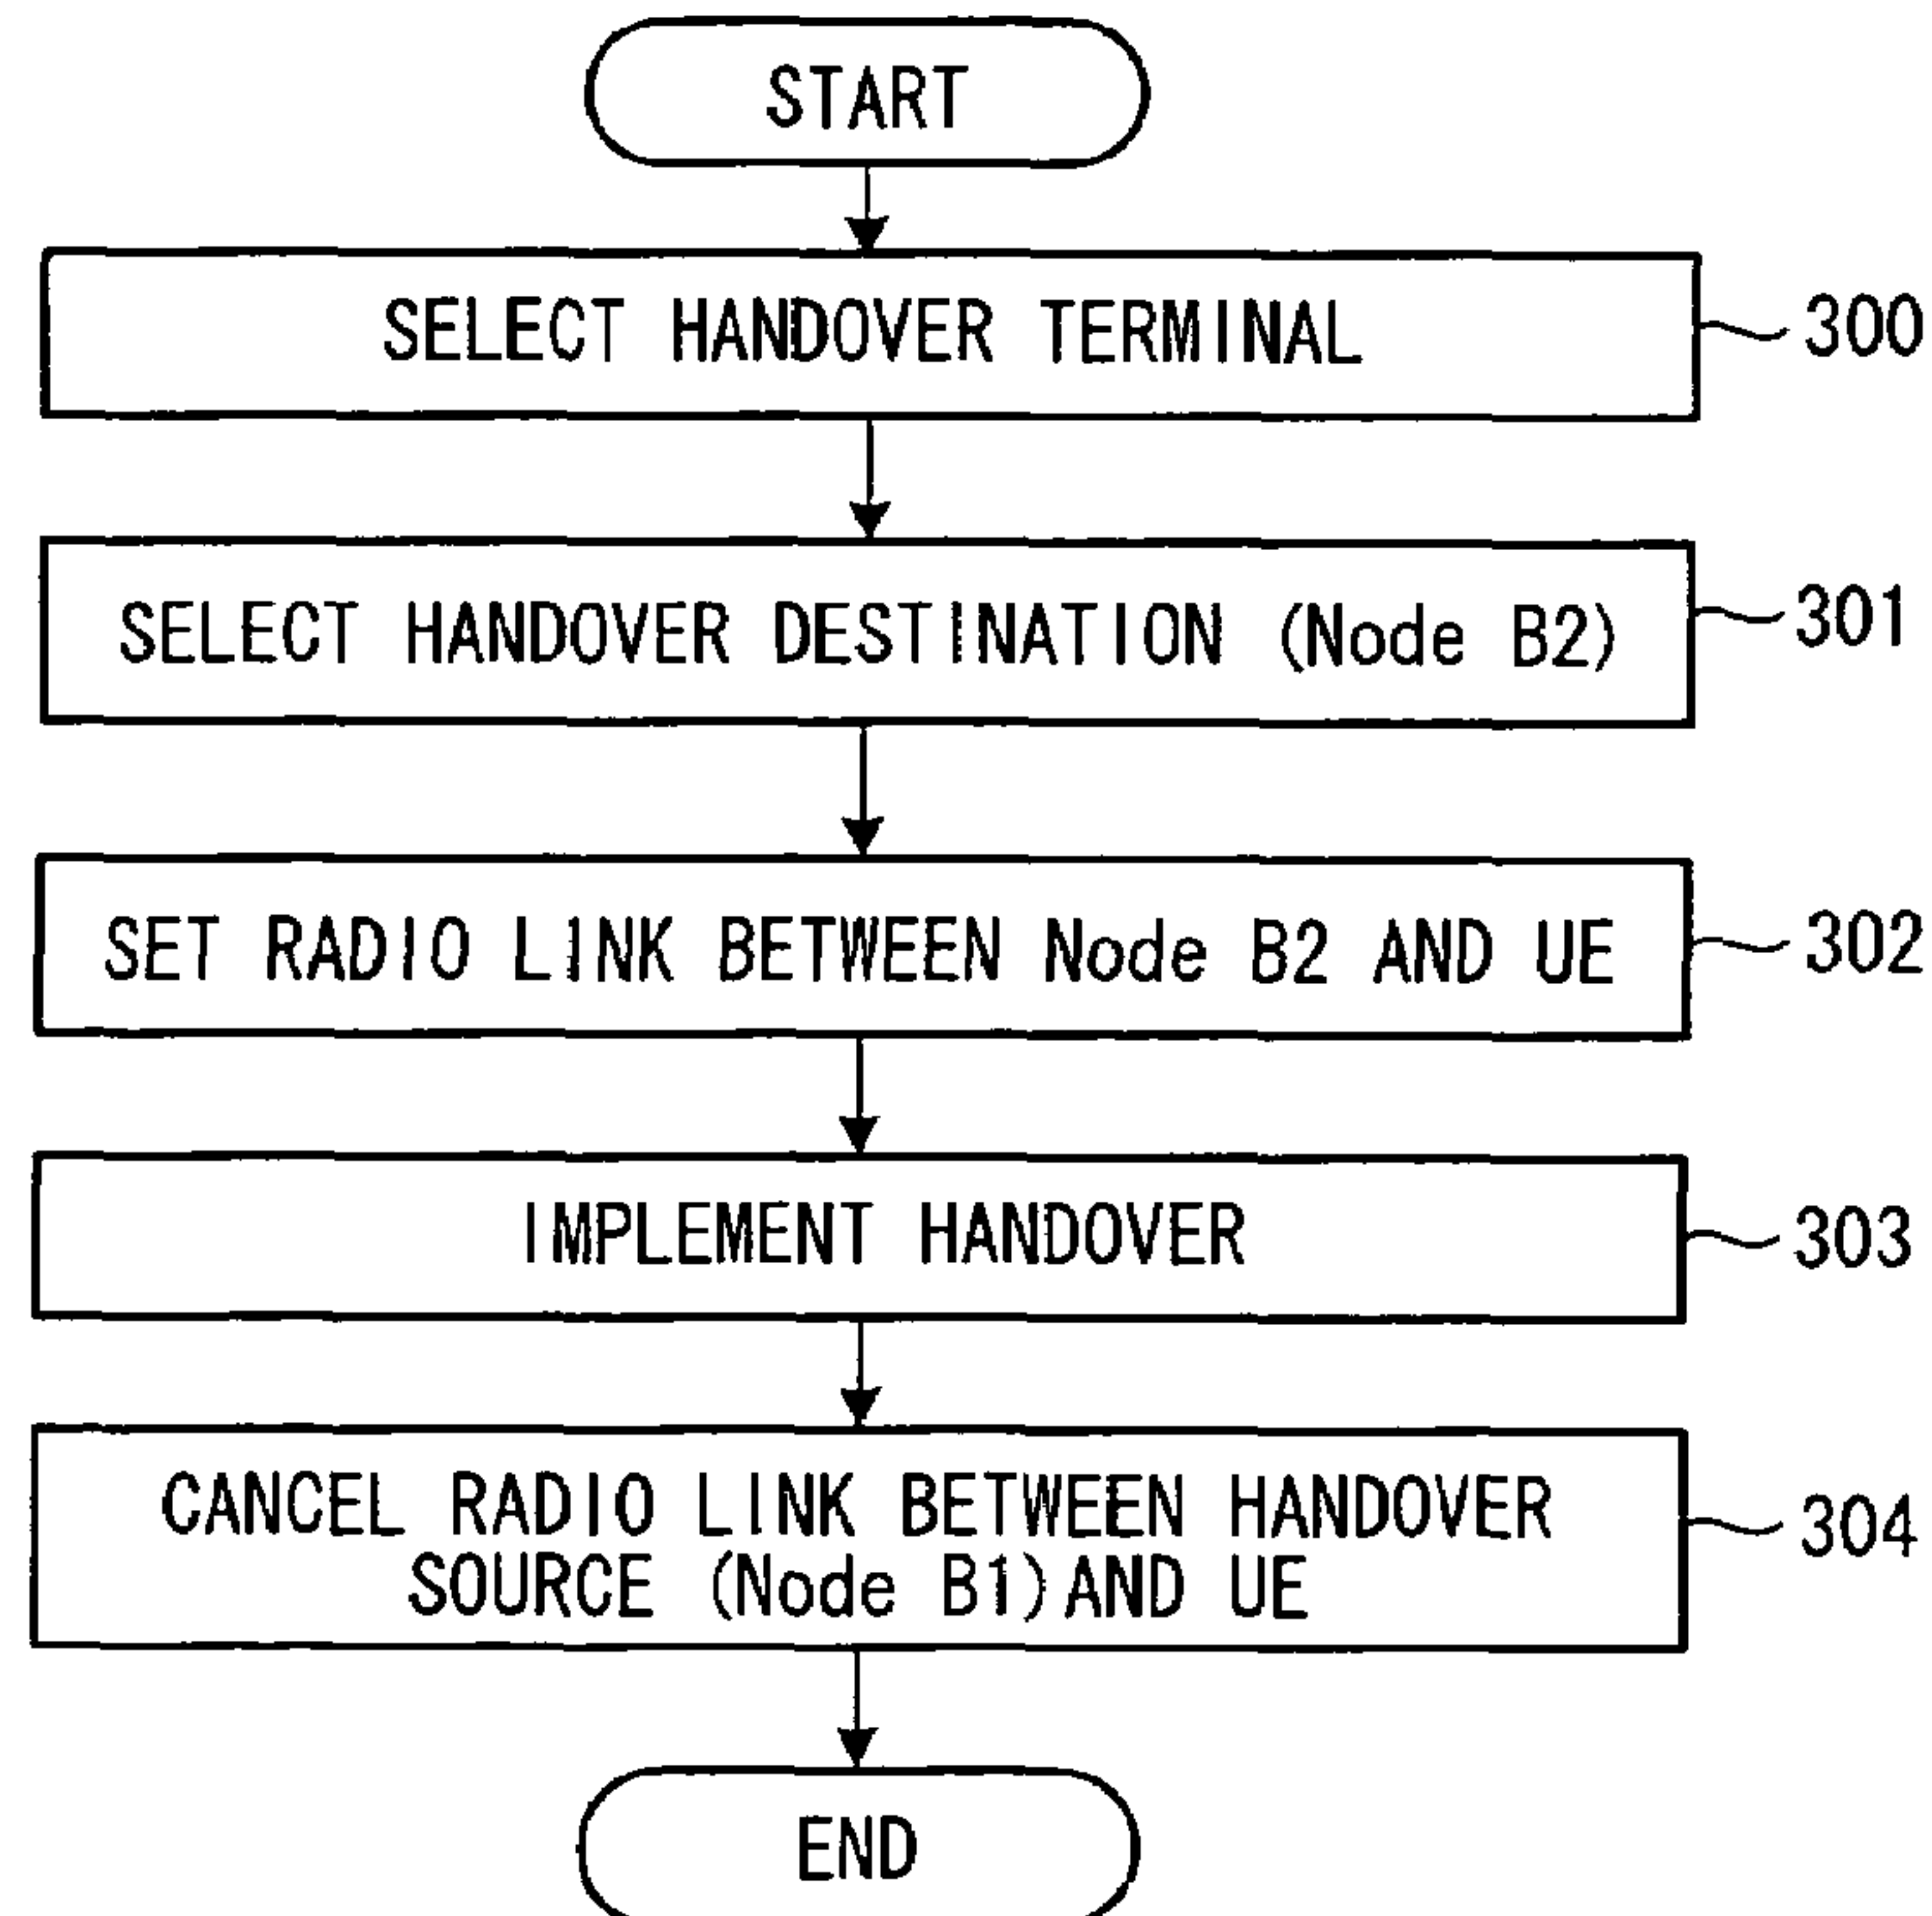 START
SELECT HANDOVER TERMINAL
300
SELECT HANDOVER DESTINATION (Node B2)
301
SET RADIO LINK BETWEEN Node B2 AND UE
302
IMPLEMENT HANDOVER
303
CANCEL RADIO LINK BETWEEN HANDOVER
SOURCE (Node B1) AND UE
304
END